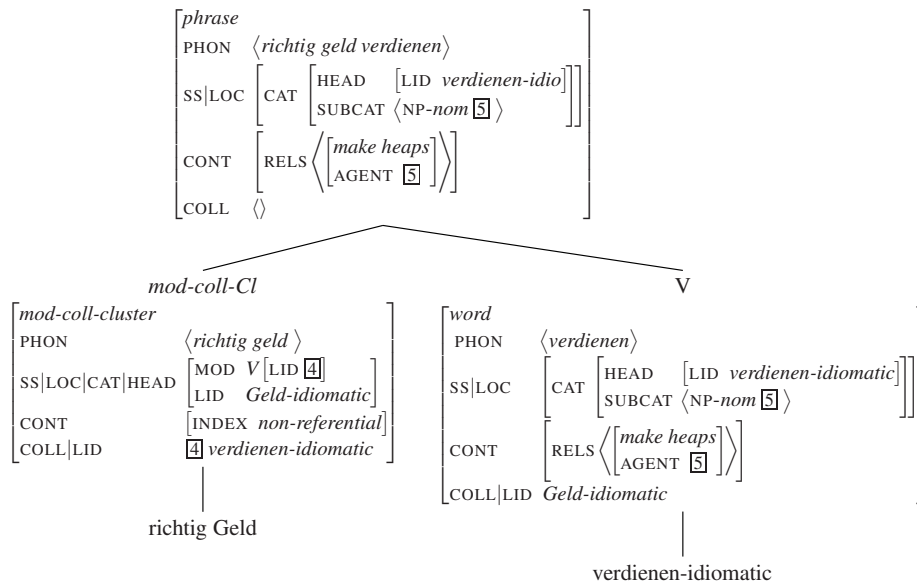 phrase
PHON ⟨richtig geld verdienen⟩
SS|LOC [CAT [HEAD [LID verdienen-idio]
SUBCAT ⟨NP-nom 5 ⟩]]
CONT [RELS ⟨[make heaps
AGENT 5]⟩]
COLL ⟨⟩
mod-coll-Cl
mod-coll-cluster
PHON ⟨richtig geld ⟩
SS|LOC|CAT|HEAD [MOD V [LID 4]
LID Geld-idiomatic]
CONT [INDEX non-referential]
COLL|LID 4 verdienen-idiomatic
richtig Geld
V
word
PHON ⟨verdienen⟩
SS|LOC [CAT [HEAD [LID verdienen-idiomatic]
SUBCAT ⟨NP-nom 5 ⟩]]
CONT [RELS ⟨[make heaps
AGENT 5]⟩]
COLL|LID Geld-idiomatic
verdienen-idiomatic